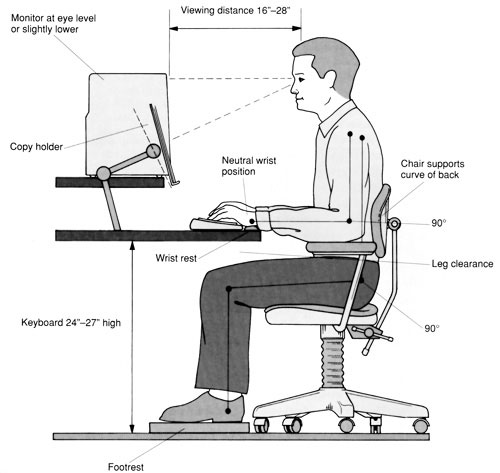 Viewing distance 16"–28"
Monitor at eye level
or slightly lower
Copy holder
Neutral wrist
position
Chair supports
curve of back
90°
Wrist rest
Leg clearance
Keyboard 24"–27" high
90°
Footrest